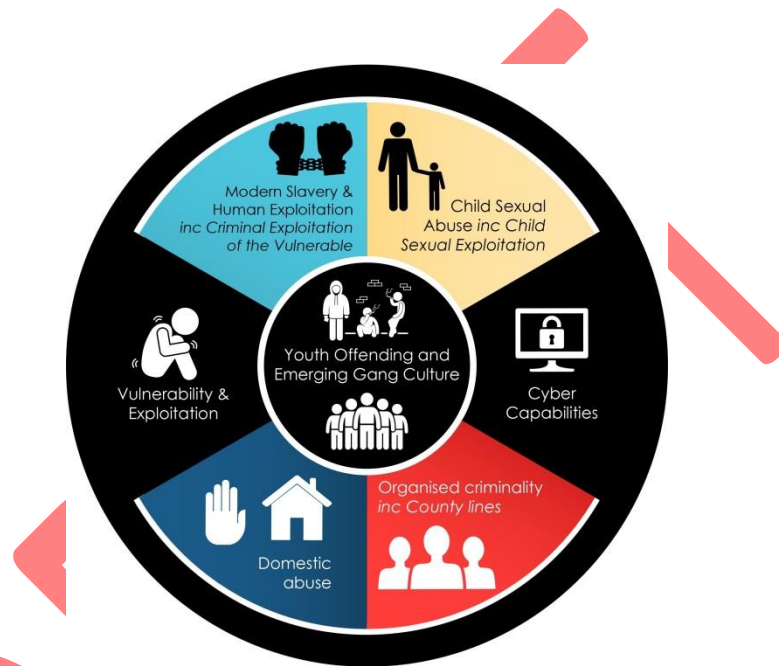 Modern Slavery &
Human Exploitation
inc Criminal Exploitation
of the Vulnerable
Child Sexual
Abuse inc Child
Sexual Exploitation
Vulnerability &
Exploitation
Youth Offending and
Emerging Gang Culture
Cyber
Capabilities
Domestic
abuse
Organised criminality
inc County lines